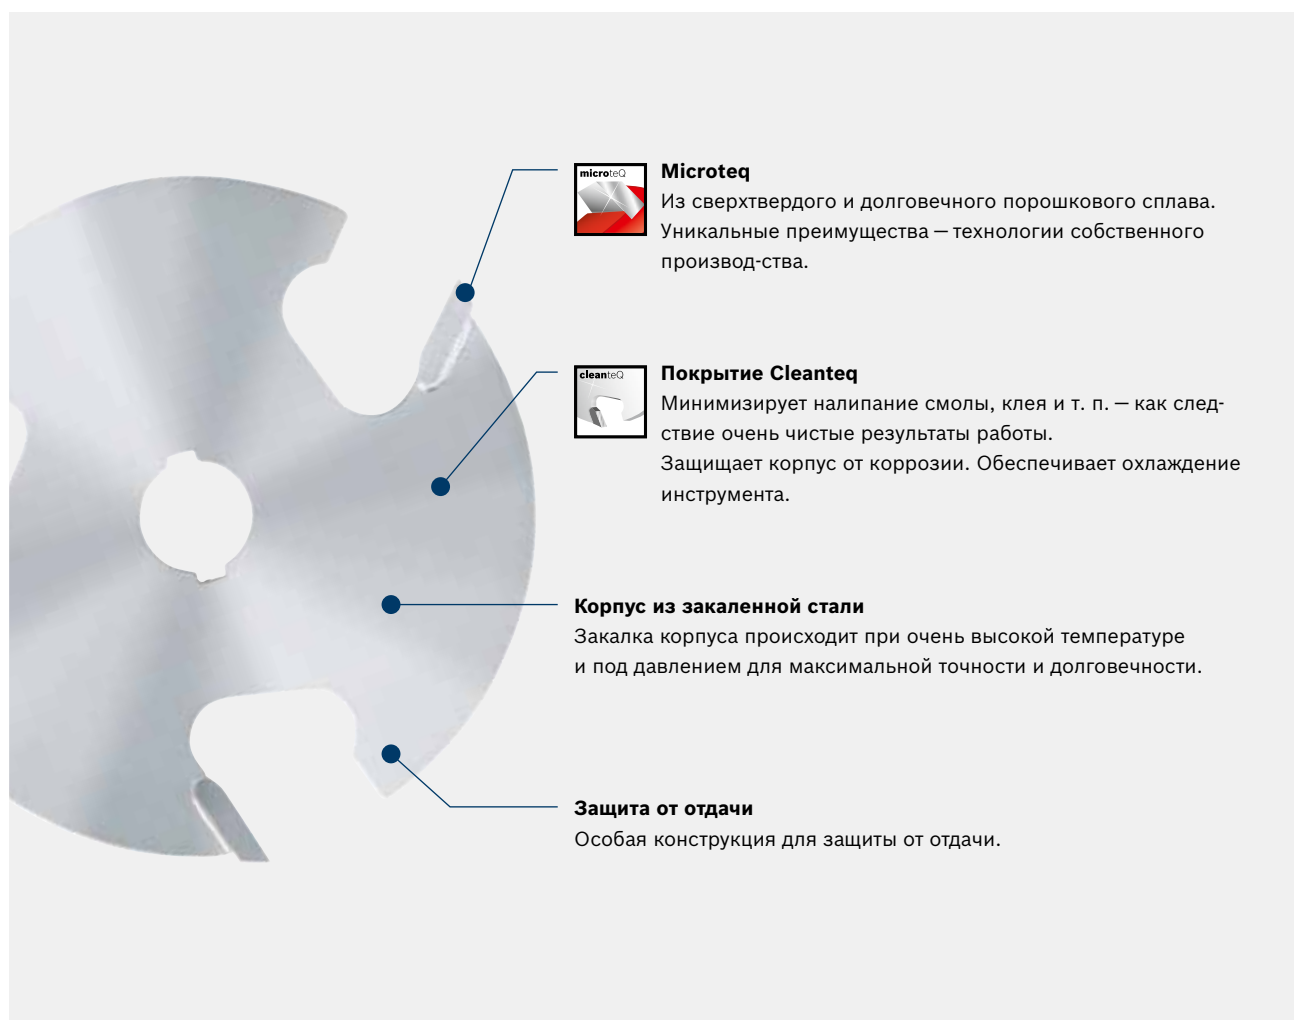 microteQ
Microteq
Из сверхтвердого и долговечного порошкового сплава.
Уникальные преимущества — технологии собственного
производ-ства.
cleanteQ
Покрытие Cleanteq
Минимизирует налипание смолы, клея и т. п. — как след-
ствие очень чистые результаты работы.
Защищает корпус от коррозии. Обеспечивает охлаждение
инструмента.
Корпус из закаленной стали
Закалка корпуса происходит при очень высокой температуре
и под давлением для максимальной точности и долговечности.
Защита от отдачи
Особая конструкция для защиты от отдачи.